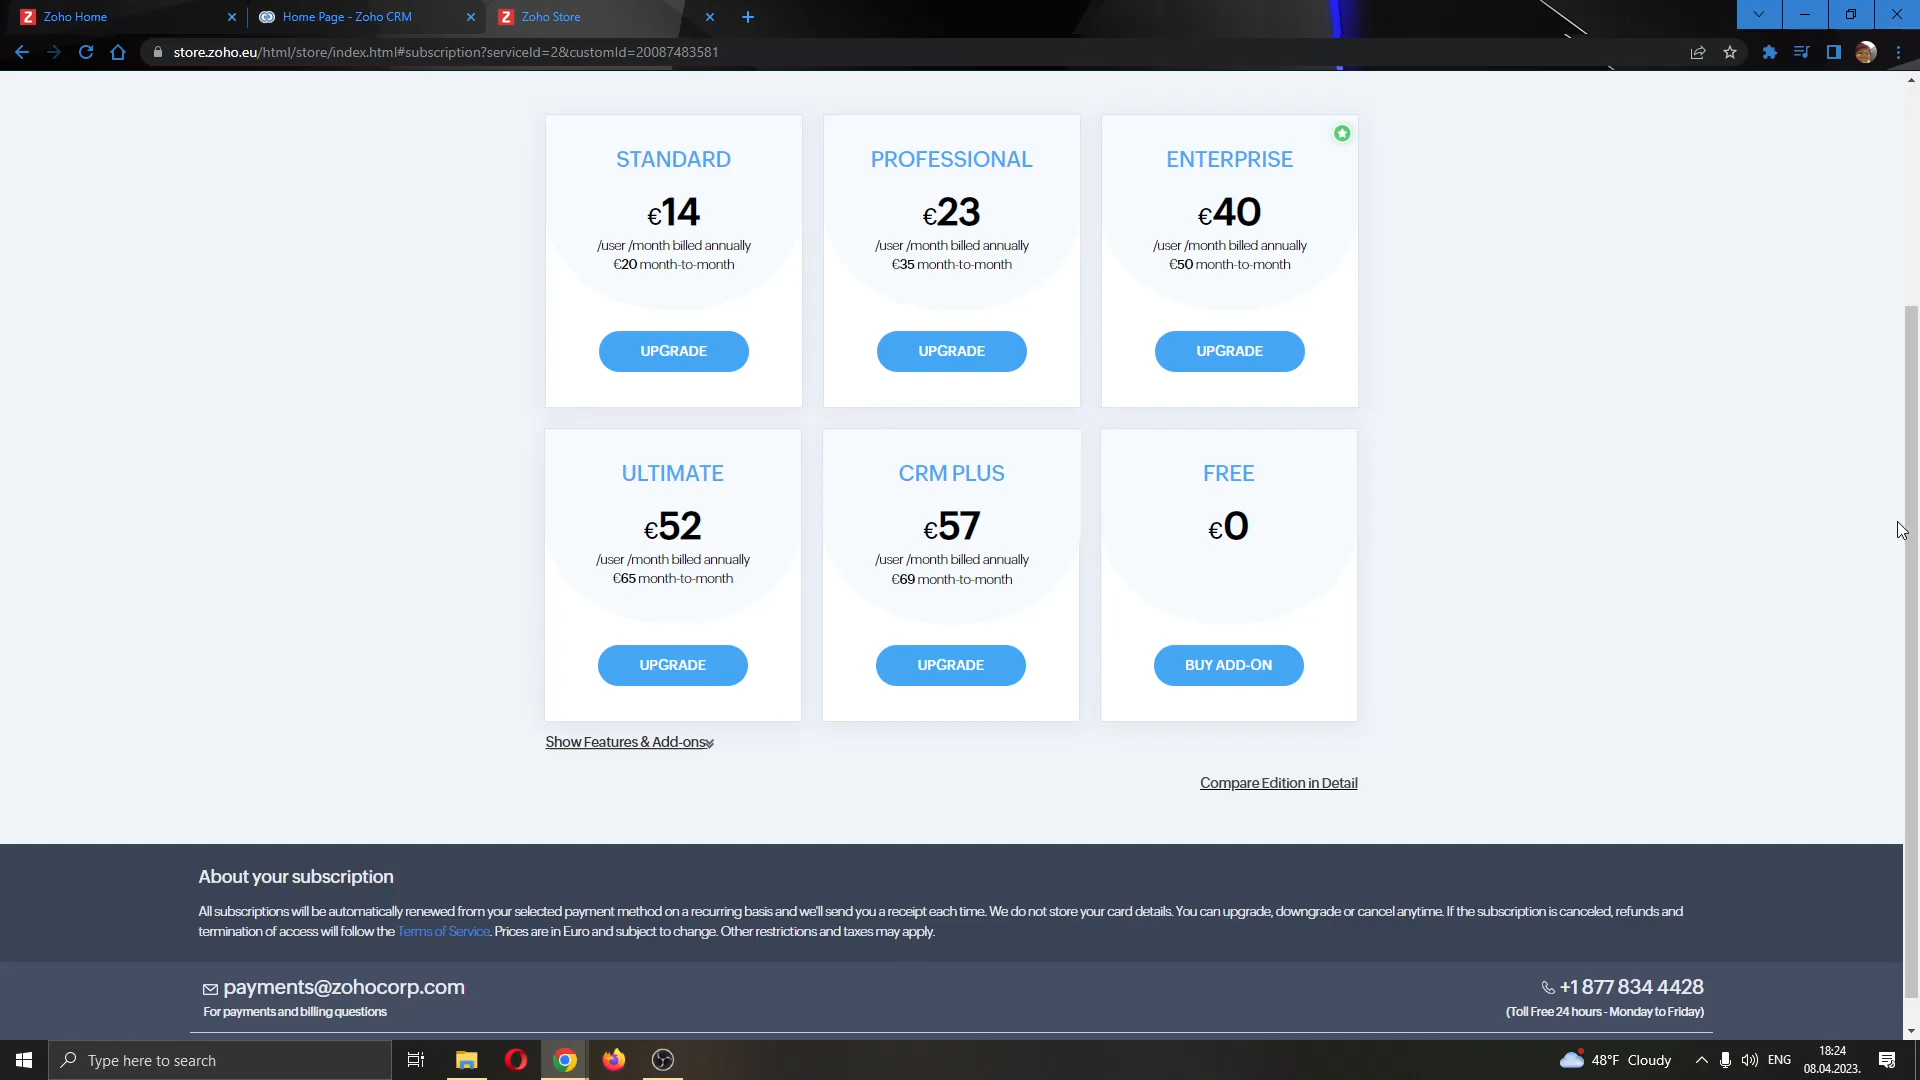 Zoho Home
Home Page - Zoho CRM
Zoho Store
store.zoho.eu/html/store/index.html#subscription?serviceId=2&customId=20087483581
STANDARD
€14
/user /month billed annually
€20 month-to-month
UPGRADE
PROFESSIONAL
€23
/user /month billed annually
€35 month-to-month
UPGRADE
ENTERPRISE
€40
/user /month billed annually
€50 month-to-month
UPGRADE
ULTIMATE
€52
/user /month billed annually
€65 month-to-month
UPGRADE
CRM PLUS
€57
/user /month billed annually
€69 month-to-month
UPGRADE
FREE
€0
BUY ADD-ON
Show Features & Add-ons
Compare Edition in Detail
About your subscription
All subscriptions will be automatically renewed from your selected payment method on a recurring basis and we'll send you a receipt each time. We do not store your card details. You can upgrade, downgrade or cancel anytime. If the subscription is canceled, refunds and
termination of access will follow the Terms of Service. Prices are in Euro and subject to change. Other restrictions and taxes may apply.
payments@zohocorp.com
For payments and billing questions
+1 877 834 4428
(Toll Free 24 hours - Monday to Friday)
Type here to search
48°F Cloudy
ENG
18:24
08.04.2023.